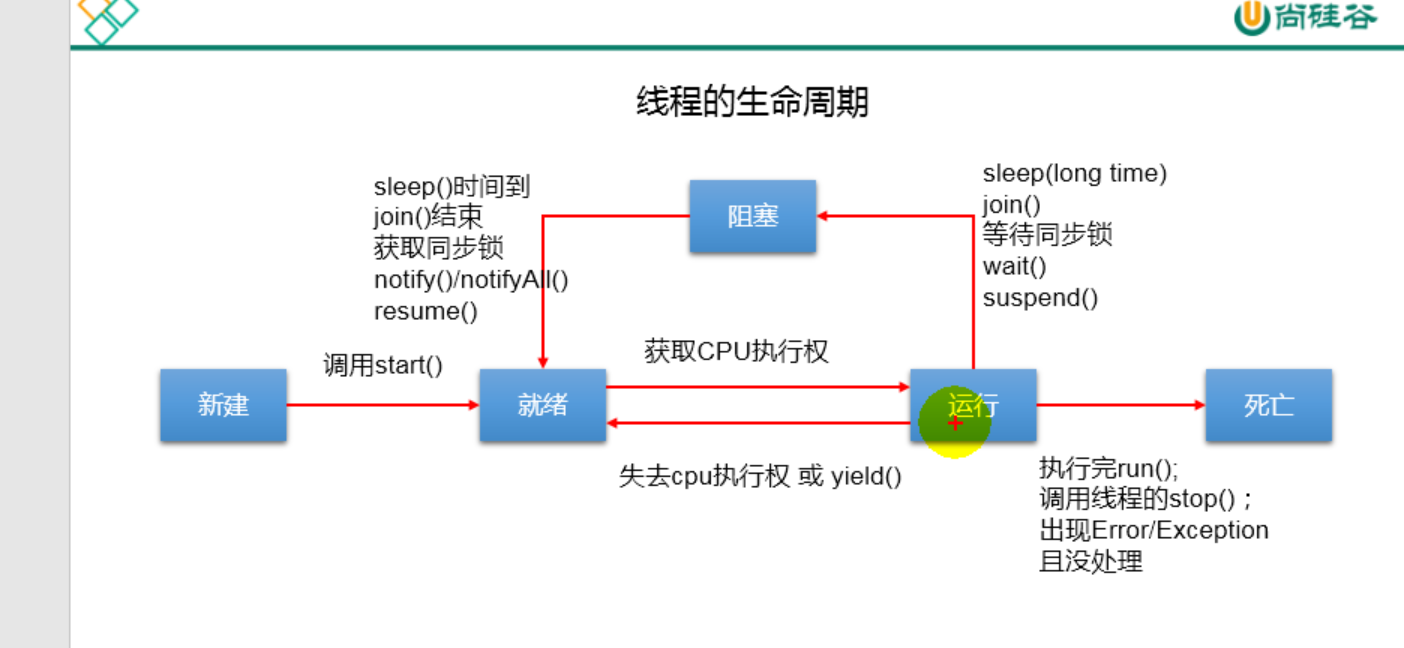 尚硅谷
线程的生命周期
sleep()时间到
join()结束
获取同步锁
notify()/notifyAll()
resume()
阻塞
sleep(long time)
join()
等待同步锁
wait()
suspend()
调用start()
获取CPU执行权
新建
就绪
运行
死亡
失去cpu执行权 或 yield()
执行完run();
调用线程的stop()；
出现Error/Exception
且没处理